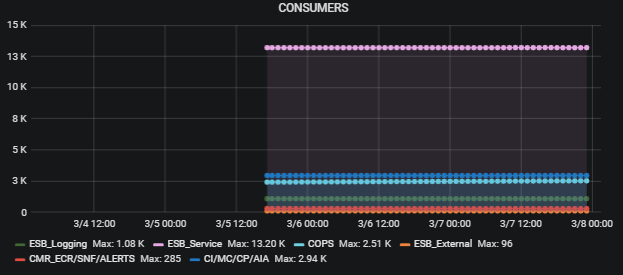 CONSUMERS
15 K
13 K
10 K
8 K
5 K
3 K
0
3/4 12:00 3/5 00:00 3/5 12:00 3/6 00:00 3/6 12:00 3/7 00:00 3/7 12:00 3/8 00:00
ESB_Logging Max: 1.08 K ESB_Service Max: 13.20 K COPS Max: 2.51 K ESB_External Max: 96
CMR_ECR/SNF/ALERTS Max: 285 CI/MC/CP/AIA Max: 2.94 K